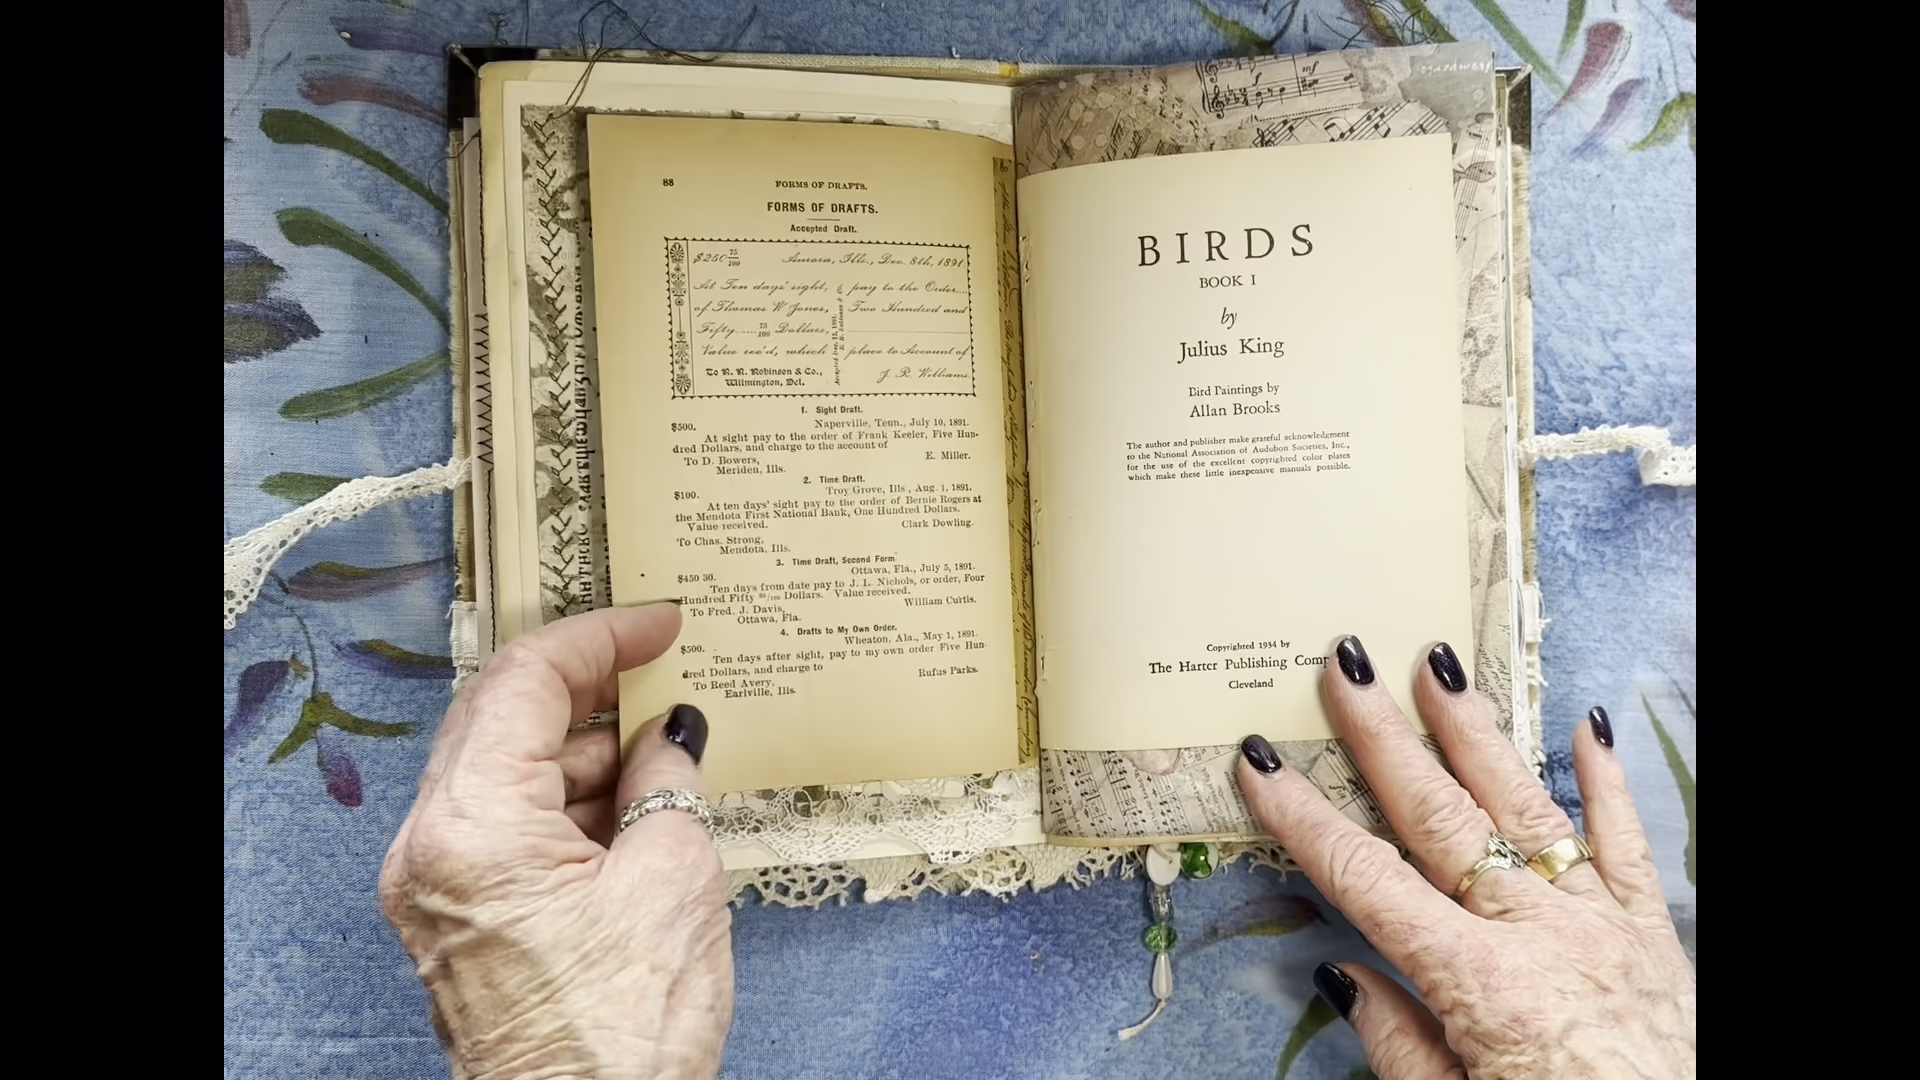 88
FORMS OF DRAFTS.
FORMS OF DRAFTS.
Accepted Draft.
$250 75/100 Aurora, Ills., Dec. 8th, 1891.
At Ten days' sight, pay to the Order....
of Thomas W. Jones, Two Hundred and
Fifty...... 75/100 Dollars,
Value rec'd, which place to Account of
To R. R. Robinson & Co., J. R. Williams.
Wilmington, Del.
Accepted Dec. 12, 1891.
1. Sight Draft.
$500. Naperville, Tenn., July 10, 1891.
At sight pay to the order of Frank Keeler, Five Hun-
dred Dollars, and charge to the account of
To D. Bowers, E. Miller.
Meriden, Ills.
2. Time Draft.
$100. Troy Grove, Ills., Aug. 1, 1891.
At ten days' sight pay to the order of Bernie Rogers at
the Mendota First National Bank, One Hundred Dollars.
Value received. Clark Dowling.
To Chas. Strong,
Mendota, Ills.
3. Time Draft, Second Form
$450 30. Ottawa, Fla., July 5, 1891.
Ten days from date pay to J. L. Nichols, or order, Four
Hundred Fifty 30/100 Dollars. Value received.
To Fred. J. Davis, William Curtis.
Ottawa, Fla.
4. Drafts to My Own Order.
$500. Wheaton, Ala., May 1, 1891.
Ten days after sight, pay to my own order Five Hun-
dred Dollars, and charge to
To Reed Avery, Rufus Parks.
Earlville, Ills.
BIRDS
BOOK I
by
Julius King
Bird Paintings by
Allan Brooks
The author and publisher make grateful acknowledgment
to the National Association of Audubon Societies, Inc.,
for the use of the excellent copyrighted color plates
which make these little inexpensive manuals possible.
Copyrighted 1934 by
The Harter Publishing Comp
Cleveland
mf